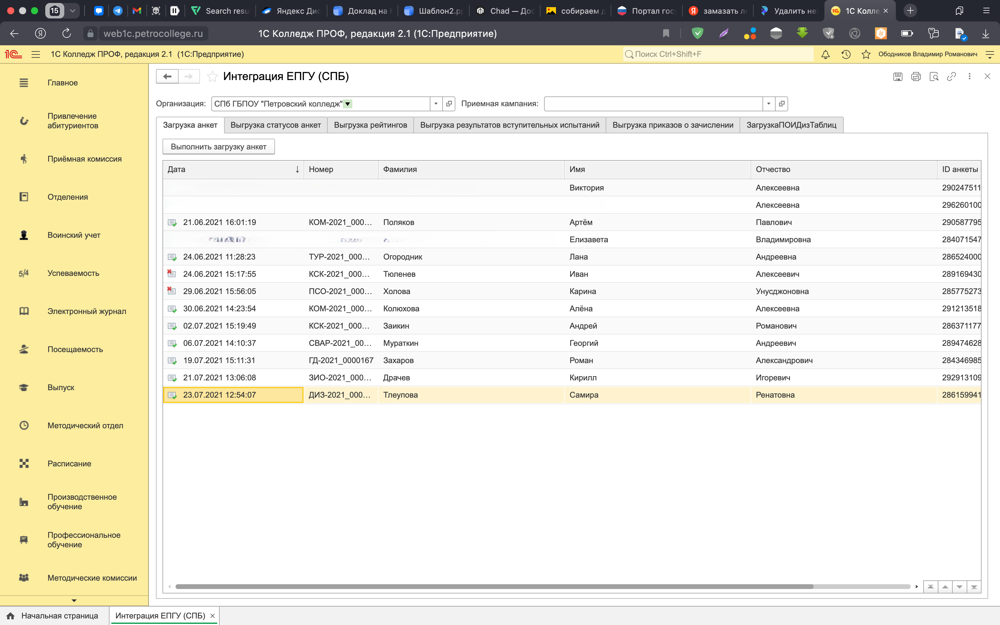 15
Search resu
Яндекс Дис
Доклад на
Шаблон2.рр
Chad — Дос
собираем д
Портал гос
замазать ло
Удалить не
1С Колле
web1c.petrocollege.ru
1С Колледж ПРОФ, редакция 2.1 (1С:Предприятие)
1С Колледж ПРОФ, редакция 2.1 (1С:Предприятие)
Поиск Ctrl+Shift+F
Ободников Владимир Романович
Главное
Привлечение
абитуриентов
Приёмная комиссия
Отделения
Воинский учет
5/4 Успеваемость
Электронный журнал
Посещаемость
Выпуск
Методический отдел
Расписание
Производственное
обучение
Профессиональное
обучение
Методические комиссии
Интеграция ЕПГУ (СПБ)
Организация: СПб ГБПОУ "Петровский колледж" Приемная кампания:
Загрузка анкет Выгрузка статусов анкет Выгрузка рейтингов Выгрузка результатов вступительных испытаний Выгрузка приказов о зачислении ЗагрузкаПОИДизТаблиц
Выполнить загрузку анкет
Дата ↓ Номер Фамилия Имя Отчество ID анкеты
Виктория Алексеевна 290247511
Алексеевна 296260100
21.06.2021 16:01:19 КОМ-2021_000... Поляков Артём Павлович 290587795
Елизавета Владимировна 284071547
24.06.2021 11:28:23 ТУР-2021_000... Огородник Лана Андреевна 286524000
24.06.2021 15:17:55 КСК-2021_000... Тюленев Иван Алексеевич 289169430
29.06.2021 15:56:05 ПСО-2021_000... Холова Карина Унусджоновна 285775273
30.06.2021 14:23:54 КОМ-2021_000... Колюхова Алёна Алексеевна 291213518
02.07.2021 15:19:49 КСК-2021_000... Заикин Андрей Романович 286371177
06.07.2021 14:10:37 СВАР-2021_00... Мураткин Георгий Андреевич 289474628
19.07.2021 15:11:31 ГД-2021_0000167 Захаров Роман Александрович 284346985
21.07.2021 13:06:08 ЗИО-2021_000... Драчев Кирилл Игоревич 292913109
23.07.2021 12:54:07 ДИЗ-2021_000... Тлеупова Самира Ренатовна 286159941
Начальная страница
Интеграция ЕПГУ (СПБ)